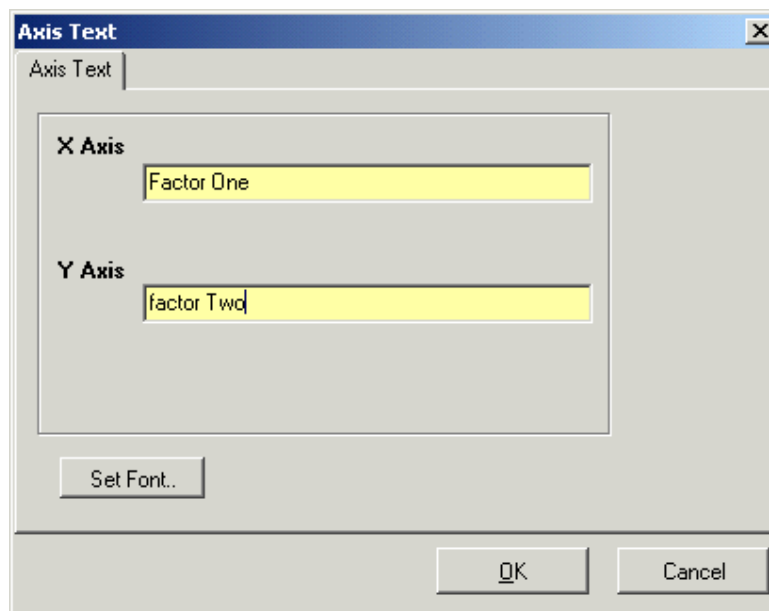 Axis Text
Axis Text
X Axis
Factor One
Y Axis
factor Two
Set Font..
OK
Cancel